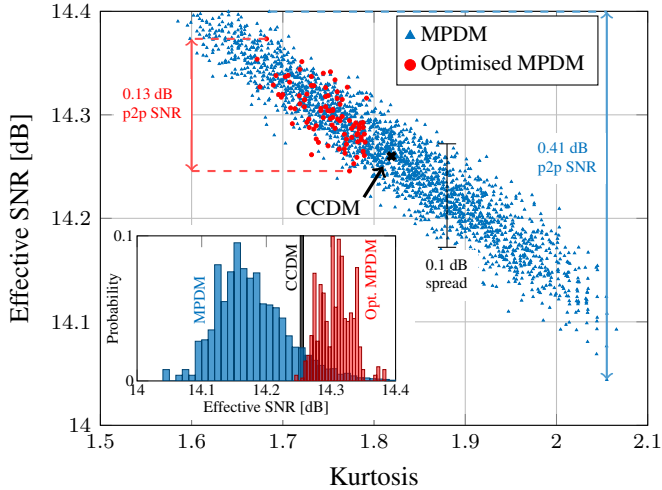 14.4
14.3
14.2
14.1
14
Effective SNR [dB]
1.5
1.6
1.7
1.8
1.9
2
2.1
Kurtosis
MPDM
Optimised MPDM
0.13 dB
p2p SNR
0.41 dB
p2p SNR
CCDM
0.1 dB
spread
0.1
0
Probability
MPDM
CCDM
Opt. MPDM
14
14.1
14.2
14.3
14.4
Effective SNR [dB]